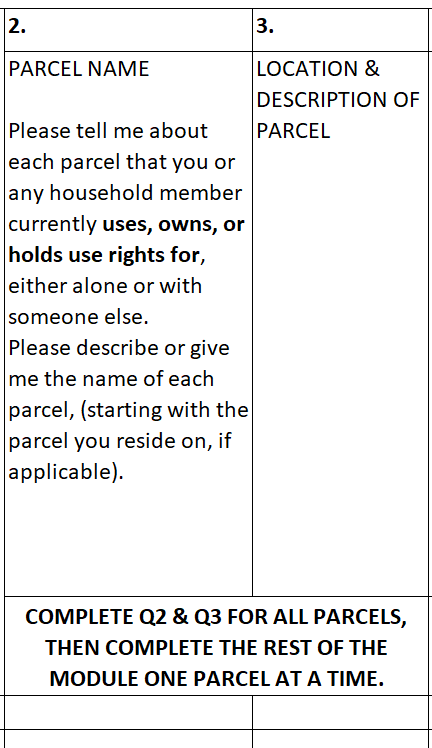 2.
PARCEL NAME
Please tell me about
each parcel that you or
any household member
currently uses, owns, or
holds use rights for,
either alone or with
someone else.
Please describe or give
me the name of each
parcel, (starting with the
parcel you reside on, if
applicable).
3.
LOCATION &
DESCRIPTION OF
PARCEL
COMPLETE Q2 & Q3 FOR ALL PARCELS,
THEN COMPLETE THE REST OF THE
MODULE ONE PARCEL AT A TIME.